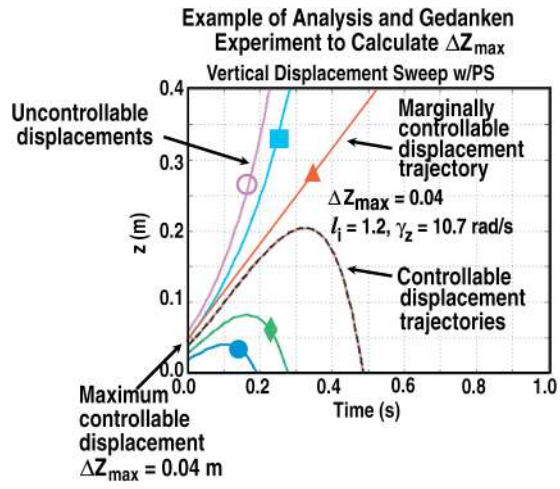 Example of Analysis and Gedanken
Experiment to Calculate ΔZmax
Vertical Displacement Sweep w/PS
0.4
0.3
0.2
0.1
0.0
z (m)
Uncontrollable
displacements
Marginally
controllable
displacement
trajectory
ΔZmax = 0.04
lᵢ = 1.2, γz = 10.7 rad/s
Controllable
displacement
trajectories
0.0 0.2 0.4 0.6 0.8 1.0
Time (s)
Maximum
controllable
displacement
ΔZmax = 0.04 m